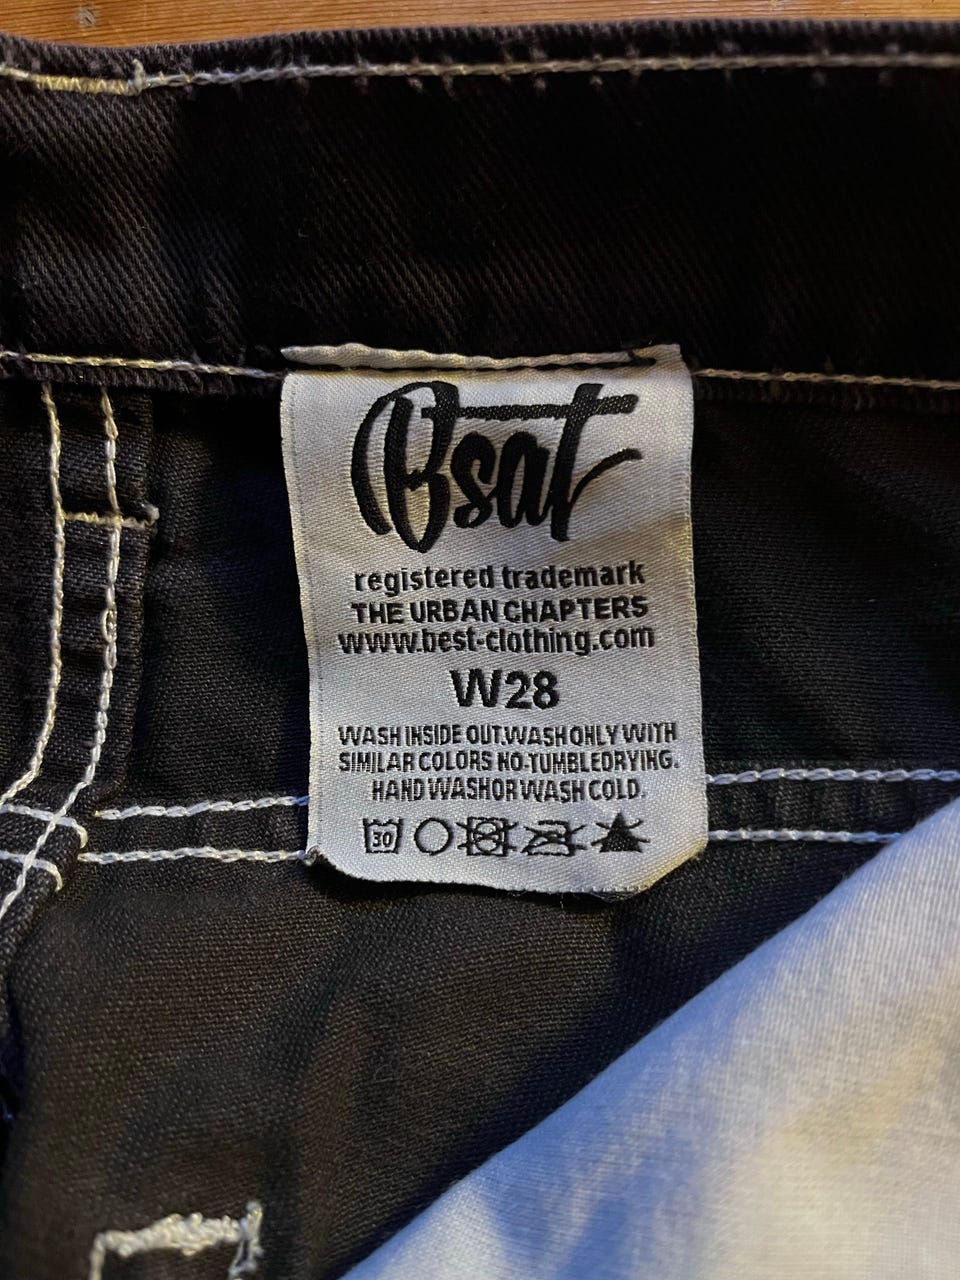 Bsat
registered trademark
THE URBAN CHAPTERS
www.best-clothing.com
W28
WASH INSIDE OUT.WASH ONLY WITH
SIMILAR COLORS NO.TUMBLEDRYING.
HAND WASHOR WASH COLD.
30